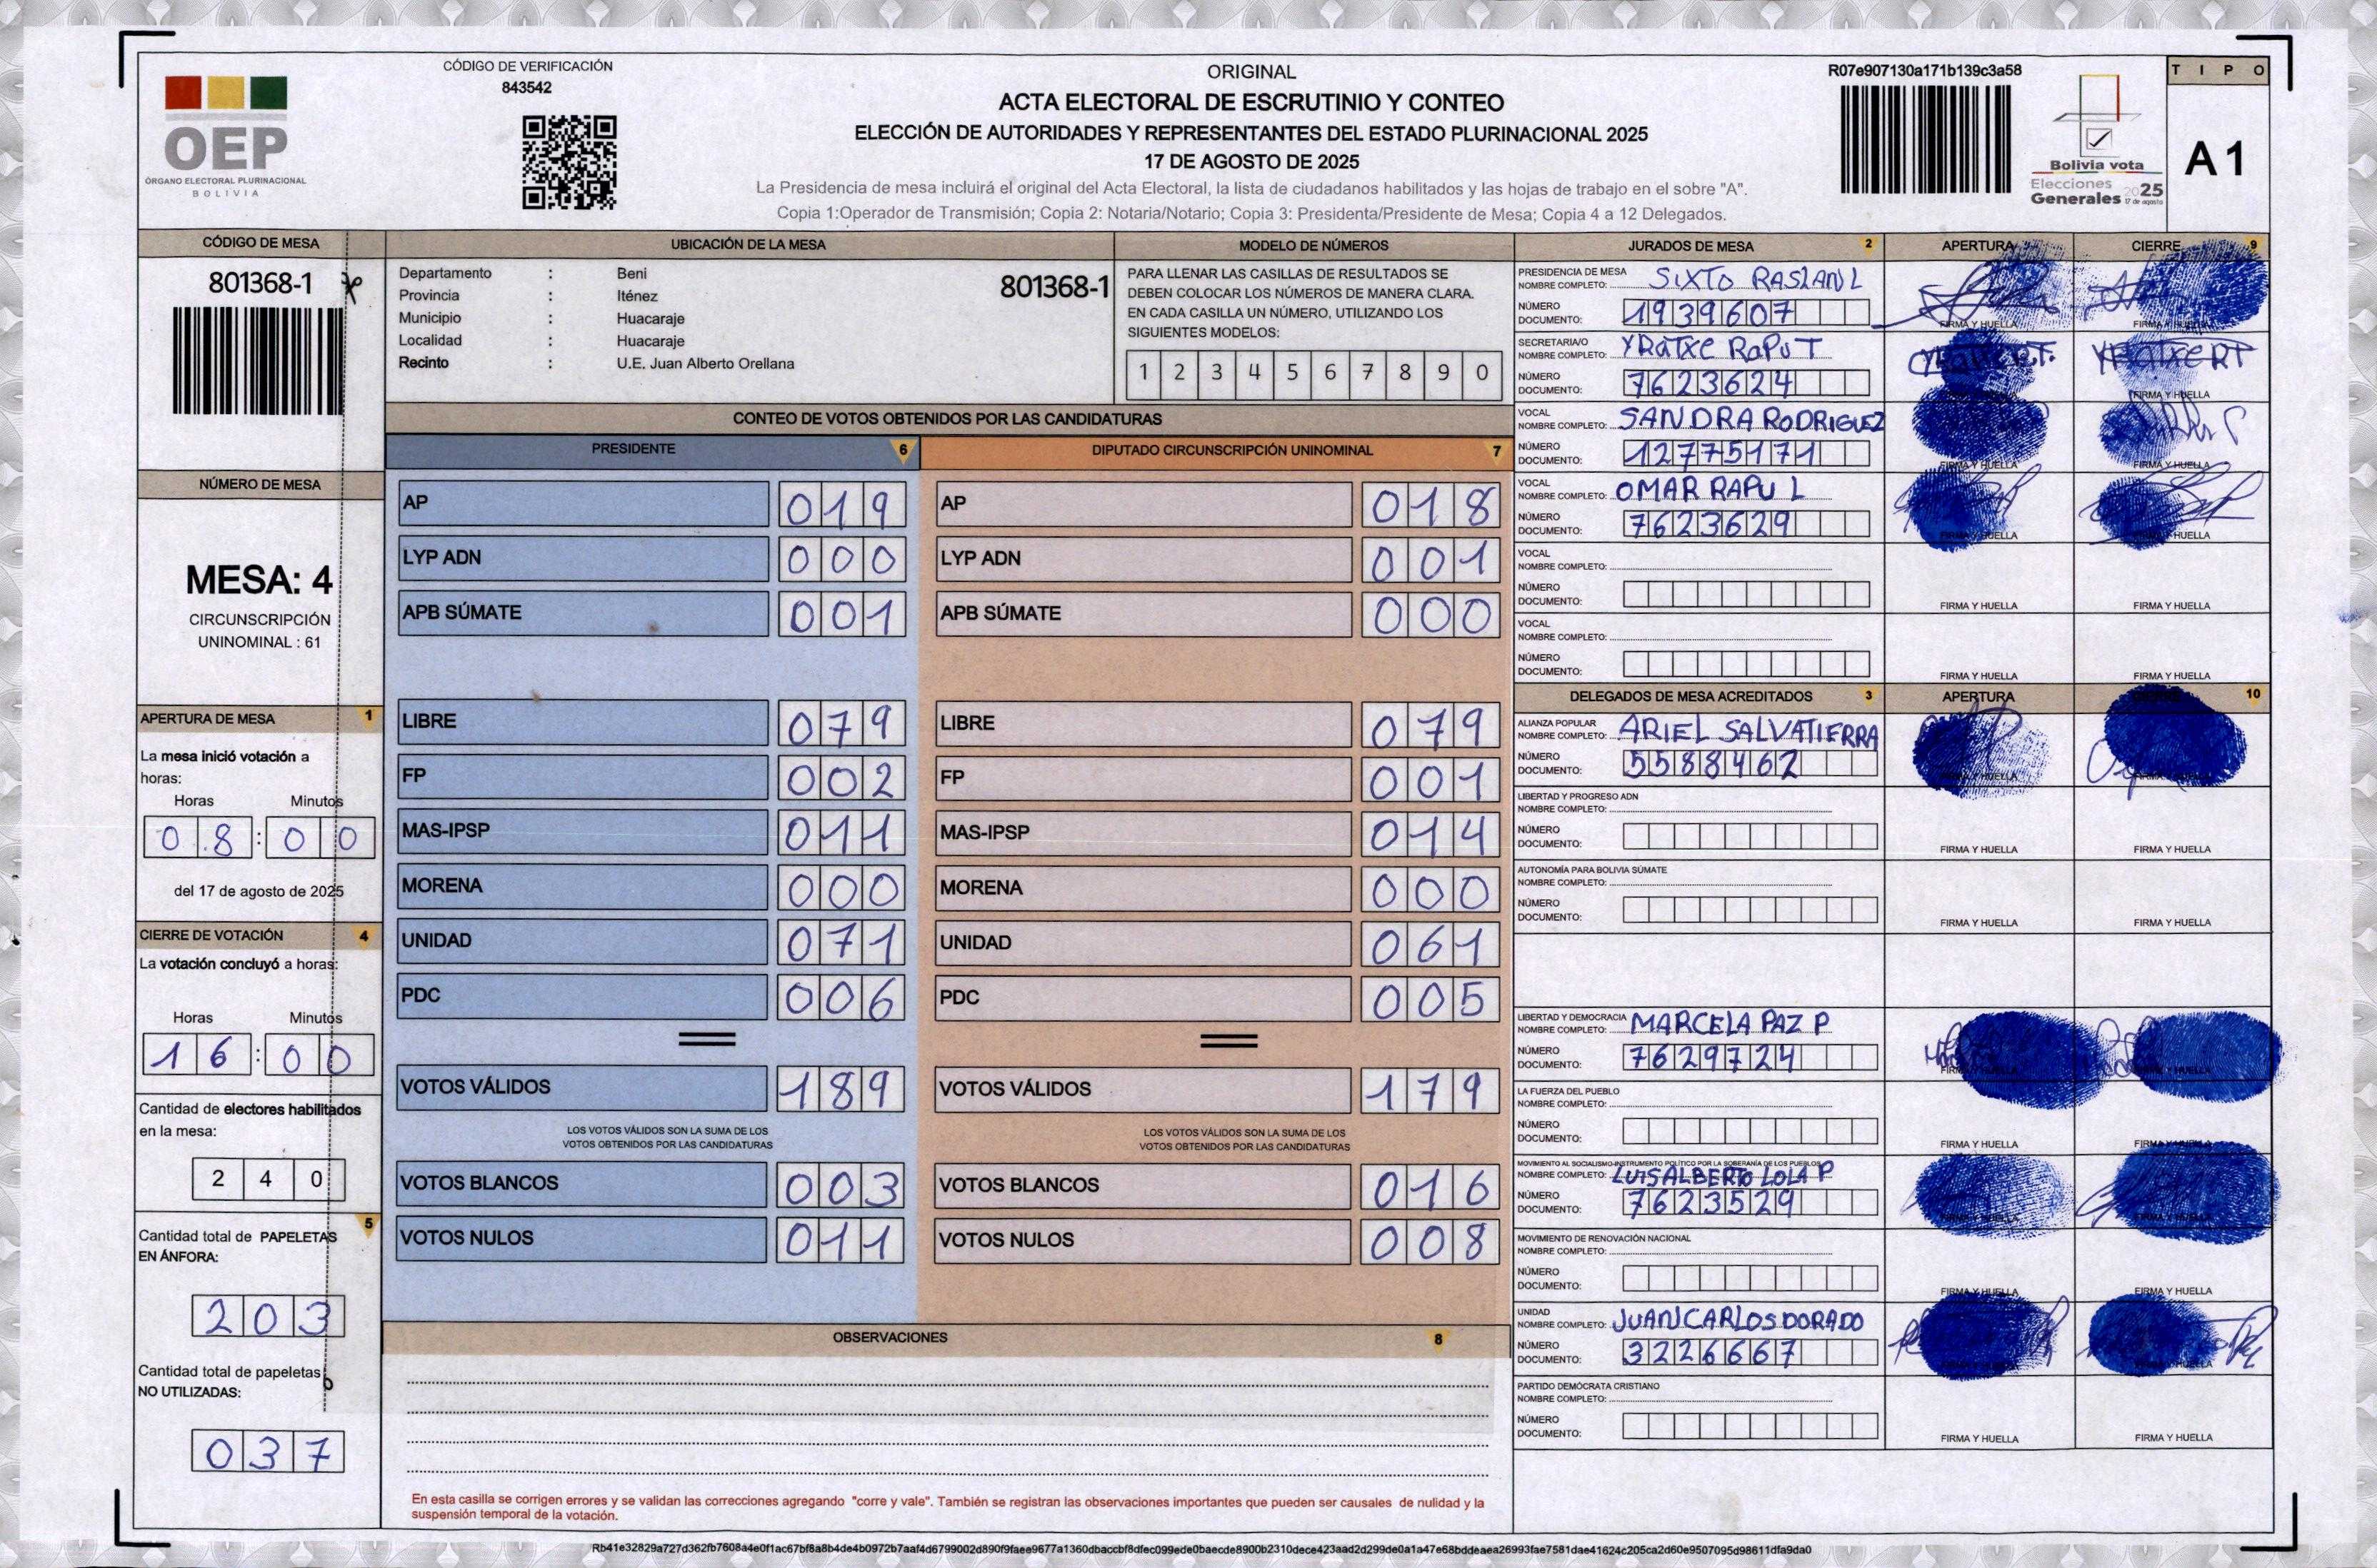 CÓDIGO DE VERIFICACIÓN
843542
OEP
ÓRGANO ELECTORAL PLURINACIONAL
BOLIVIA
ORIGINAL
ACTA ELECTORAL DE ESCRUTINIO Y CONTEO
ELECCIÓN DE AUTORIDADES Y REPRESENTANTES DEL ESTADO PLURINACIONAL 2025
17 DE AGOSTO DE 2025
La Presidencia de mesa incluirá el original del Acta Electoral, la lista de ciudadanos habilitados y las hojas de trabajo en el sobre "A".
Copia 1:Operador de Transmisión; Copia 2: Notaria/Notario; Copia 3: Presidenta/Presidente de Mesa; Copia 4 a 12 Delegados.
R07e907130a171b139c3a58
Bolivia vota
Elecciones 2025
Generales 17 de agosto
TIPO
A1
CÓDIGO DE MESA
801368-1
NÚMERO DE MESA
MESA: 4
CIRCUNSCRIPCIÓN
UNINOMINAL : 61
APERTURA DE MESA 1
La mesa inició votación a
horas:
Horas Minutos
08:00
del 17 de agosto de 2025
CIERRE DE VOTACIÓN 4
La votación concluyó a horas:
Horas Minutos
16:00
Cantidad de electores habilitados
en la mesa:
240
5
Cantidad total de PAPELETAS
EN ÁNFORA:
203
Cantidad total de papeletas
NO UTILIZADAS:
037
UBICACIÓN DE LA MESA
Departamento : Beni
801368-1
Provincia : Iténez
Municipio : Huacaraje
Localidad : Huacaraje
Recinto : U.E. Juan Alberto Orellana
MODELO DE NÚMEROS
PARA LLENAR LAS CASILLAS DE RESULTADOS SE
DEBEN COLOCAR LOS NÚMEROS DE MANERA CLARA.
EN CADA CASILLA UN NÚMERO, UTILIZANDO LOS
SIGUIENTES MODELOS:
1 2 3 4 5 6 7 8 9 0
CONTEO DE VOTOS OBTENIDOS POR LAS CANDIDATURAS
PRESIDENTE 6
AP 019
LYP ADN 000
APB SÚMATE 001
LIBRE 079
FP 002
MAS-IPSP 011
MORENA 000
UNIDAD 071
PDC 006
VOTOS VÁLIDOS 189
LOS VOTOS VÁLIDOS SON LA SUMA DE LOS
VOTOS OBTENIDOS POR LAS CANDIDATURAS
VOTOS BLANCOS 003
VOTOS NULOS 011
DIPUTADO CIRCUNSCRIPCIÓN UNINOMINAL 7
AP 018
LYP ADN 001
APB SÚMATE 000
LIBRE 079
FP 001
MAS-IPSP 014
MORENA 000
UNIDAD 061
PDC 005
VOTOS VÁLIDOS 179
LOS VOTOS VÁLIDOS SON LA SUMA DE LOS
VOTOS OBTENIDOS POR LAS CANDIDATURAS
VOTOS BLANCOS 016
VOTOS NULOS 008
OBSERVACIONES 8
En esta casilla se corrigen errores y se validan las correcciones agregando "corre y vale". También se registran las observaciones importantes que pueden ser causales de nulidad y la
suspensión temporal de la votación.
JURADOS DE MESA 2 APERTURA CIERRE 9
PRESIDENCIA DE MESA
NOMBRE COMPLETO: SIXTO RASLAN L
NÚMERO
DOCUMENTO: 1939607
FIRMA Y HUELLA FIRMA Y HUELLA
SECRETARIA/O
NOMBRE COMPLETO: YRATXE RAPU T
NÚMERO
DOCUMENTO: 7623624
YRATXE RT
FIRMA Y HUELLA
VOCAL
NOMBRE COMPLETO: SANDRA RODRIGUEZ
NÚMERO
DOCUMENTO: 12775171
FIRMA Y HUELLA FIRMA Y HUELLA
VOCAL
NOMBRE COMPLETO: OMAR RAPU L
NÚMERO
DOCUMENTO: 7623629
FIRMA Y HUELLA FIRMA Y HUELLA
VOCAL
NOMBRE COMPLETO:
NÚMERO
DOCUMENTO:
FIRMA Y HUELLA FIRMA Y HUELLA
VOCAL
NOMBRE COMPLETO:
NÚMERO
DOCUMENTO:
FIRMA Y HUELLA FIRMA Y HUELLA
DELEGADOS DE MESA ACREDITADOS 3 APERTURA 10
ALIANZA POPULAR
NOMBRE COMPLETO: ARIEL SALVATIERRA
NÚMERO
DOCUMENTO: 5588462
FIRMA Y HUELLA FIRMA Y HUELLA
LIBERTAD Y PROGRESO ADN
NOMBRE COMPLETO:
NÚMERO
DOCUMENTO:
FIRMA Y HUELLA FIRMA Y HUELLA
AUTONOMÍA PARA BOLIVIA SÚMATE
NOMBRE COMPLETO:
NÚMERO
DOCUMENTO:
FIRMA Y HUELLA FIRMA Y HUELLA
LIBERTAD Y DEMOCRACIA
NOMBRE COMPLETO: MARCELA PAZ P
NÚMERO
DOCUMENTO: 7629724
FIRMA Y HUELLA FIRMA Y HUELLA
LA FUERZA DEL PUEBLO
NOMBRE COMPLETO:
NÚMERO
DOCUMENTO:
FIRMA Y HUELLA FIRMA Y HUELLA
MOVIMIENTO AL SOCIALISMO-INSTRUMENTO POLÍTICO POR LA SOBERANÍA DE LOS PUEBLOS
NOMBRE COMPLETO: LUIS ALBERTO LOLA P
NÚMERO
DOCUMENTO: 7623529
FIRMA Y HUELLA FIRMA Y HUELLA
MOVIMIENTO DE RENOVACIÓN NACIONAL
NOMBRE COMPLETO:
NÚMERO
DOCUMENTO:
FIRMA Y HUELLA FIRMA Y HUELLA
UNIDAD
NOMBRE COMPLETO: JUAN CARLOS DORADO
NÚMERO
DOCUMENTO: 3226667
FIRMA Y HUELLA FIRMA Y HUELLA
PARTIDO DEMÓCRATA CRISTIANO
NOMBRE COMPLETO:
NÚMERO
DOCUMENTO:
FIRMA Y HUELLA FIRMA Y HUELLA